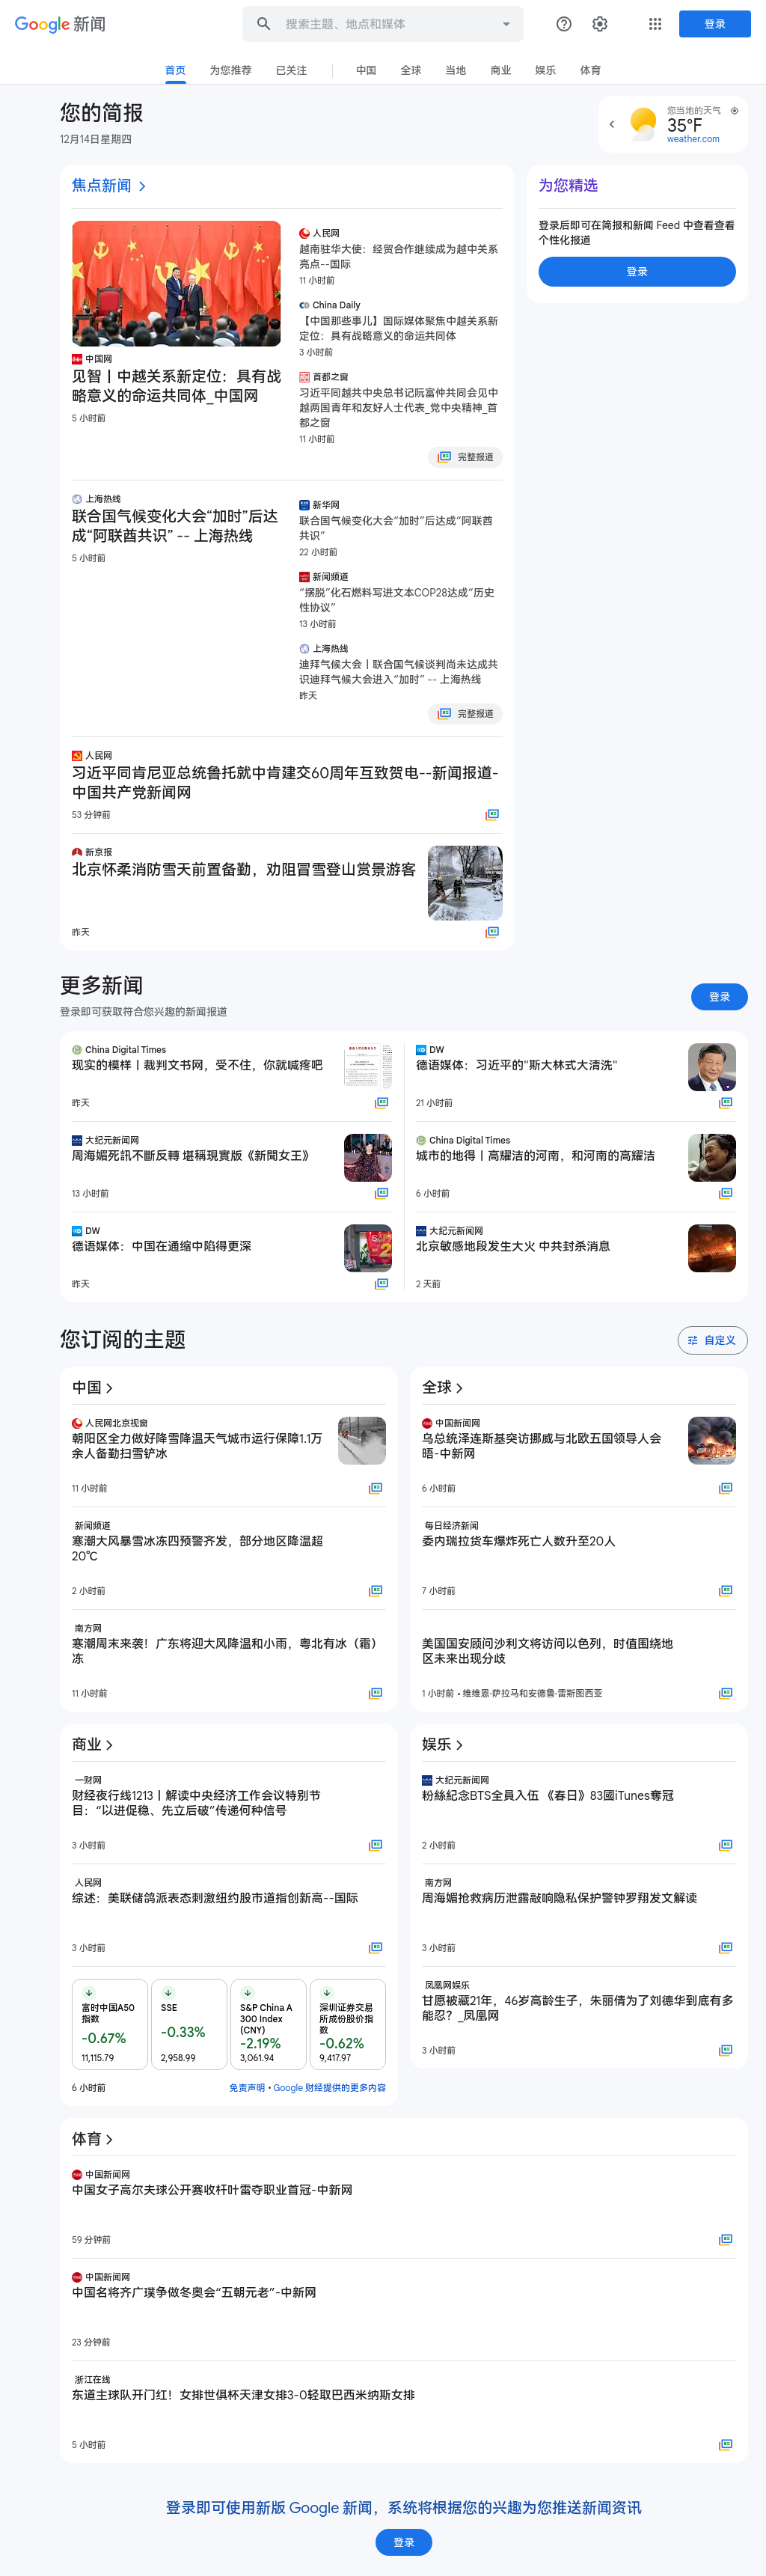 Google 新闻
搜索主题、地点和媒体
登录
首页
为您推荐
已关注
中国
全球
当地
商业
娱乐
体育
您的简报
12月14日星期四
您当地的天气
35°F
weather.com
焦点新闻
中国网
见智丨中越关系新定位：具有战
略意义的命运共同体_中国网
5 小时前
人民网
越南驻华大使：经贸合作继续成为越中关系
亮点--国际
11 小时前
China Daily
【中国那些事儿】国际媒体聚焦中越关系新
定位：具有战略意义的命运共同体
3 小时前
首都之窗
习近平同越共中央总书记阮富仲共同会见中
越两国青年和友好人士代表_党中央精神_首
都之窗
11 小时前
完整报道
为您精选
登录后即可在简报和新闻 Feed 中查看查看
个性化报道
登录
上海热线
联合国气候变化大会“加时”后达
成“阿联酋共识” -- 上海热线
5 小时前
新华网
联合国气候变化大会“加时”后达成“阿联酋
共识”
22 小时前
新闻频道
“摆脱”化石燃料写进文本COP28达成“历史
性协议”
13 小时前
上海热线
迪拜气候大会丨联合国气候谈判尚未达成共
识迪拜气候大会进入“加时” -- 上海热线
昨天
完整报道
人民网
习近平同肯尼亚总统鲁托就中肯建交60周年互致贺电--新闻报道-
中国共产党新闻网
53 分钟前
新京报
北京怀柔消防雪天前置备勤，劝阻冒雪登山赏景游客
昨天
更多新闻
登录即可获取符合您兴趣的新闻报道
登录
China Digital Times
现实的模样丨裁判文书网，受不住，你就喊疼吧
昨天
DW
德语媒体：习近平的"斯大林式大清洗"
21 小时前
大纪元新闻网
周海媚死訊不斷反轉 堪稱現實版《新聞女王》
13 小时前
China Digital Times
城市的地得丨高耀洁的河南，和河南的高耀洁
6 小时前
DW
德语媒体：中国在通缩中陷得更深
昨天
大纪元新闻网
北京敏感地段发生大火 中共封杀消息
2 天前
您订阅的主题
自定义
中国
人民网北京视窗
朝阳区全力做好降雪降温天气城市运行保障1.1万
余人备勤扫雪铲冰
11 小时前
新闻频道
寒潮大风暴雪冰冻四预警齐发，部分地区降温超
20℃
2 小时前
南方网
寒潮周末来袭！广东将迎大风降温和小雨，粤北有冰（霜）
冻
11 小时前
全球
中国新闻网
乌总统泽连斯基突访挪威与北欧五国领导人会
晤-中新网
6 小时前
每日经济新闻
委内瑞拉货车爆炸死亡人数升至20人
7 小时前
美国国安顾问沙利文将访问以色列，时值围绕地
区未来出现分歧
1 小时前 • 维维恩·萨拉马和安德鲁·雷斯图西亚
商业
一财网
财经夜行线1213丨解读中央经济工作会议特别节
目：“以进促稳、先立后破”传递何种信号
3 小时前
人民网
综述：美联储鸽派表态刺激纽约股市道指创新高--国际
3 小时前
富时中国A50
指数
-0.67%
11,115.79
SSE
-0.33%
2,958.99
S&P China A
300 Index
(CNY)
-2.19%
3,061.94
深圳证券交易
所成份股价指
数
-0.62%
9,417.97
6 小时前
免责声明 • Google 财经提供的更多内容
娱乐
大纪元新闻网
粉絲紀念BTS全員入伍 《春日》83國iTunes奪冠
2 小时前
南方网
周海媚抢救病历泄露敲响隐私保护警钟罗翔发文解读
3 小时前
凤凰网娱乐
甘愿被藏21年，46岁高龄生子，朱丽倩为了刘德华到底有多
能忍？_凤凰网
3 小时前
体育
中国新闻网
中国女子高尔夫球公开赛收杆叶雷夺职业首冠-中新网
59 分钟前
中国新闻网
中国名将齐广璞争做冬奥会“五朝元老”-中新网
23 分钟前
浙江在线
东道主球队开门红！女排世俱杯天津女排3-0轻取巴西米纳斯女排
5 小时前
登录即可使用新版 Google 新闻，系统将根据您的兴趣为您推送新闻资讯
登录